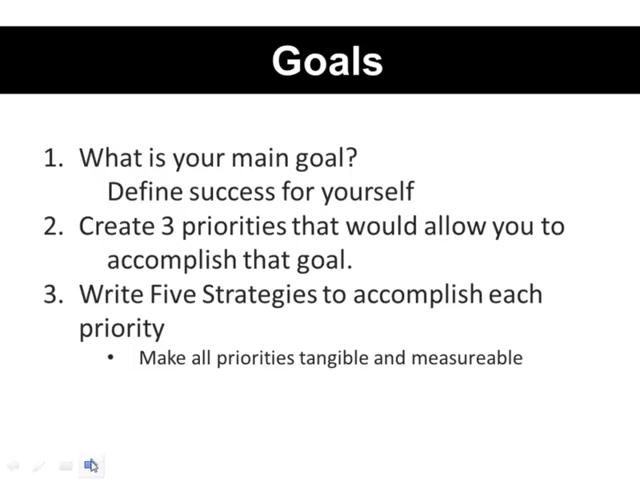 Goals
1. What is your main goal?
Define success for yourself
2. Create 3 priorities that would allow you to
accomplish that goal.
3. Write Five Strategies to accomplish each
priority
• Make all priorities tangible and measureable